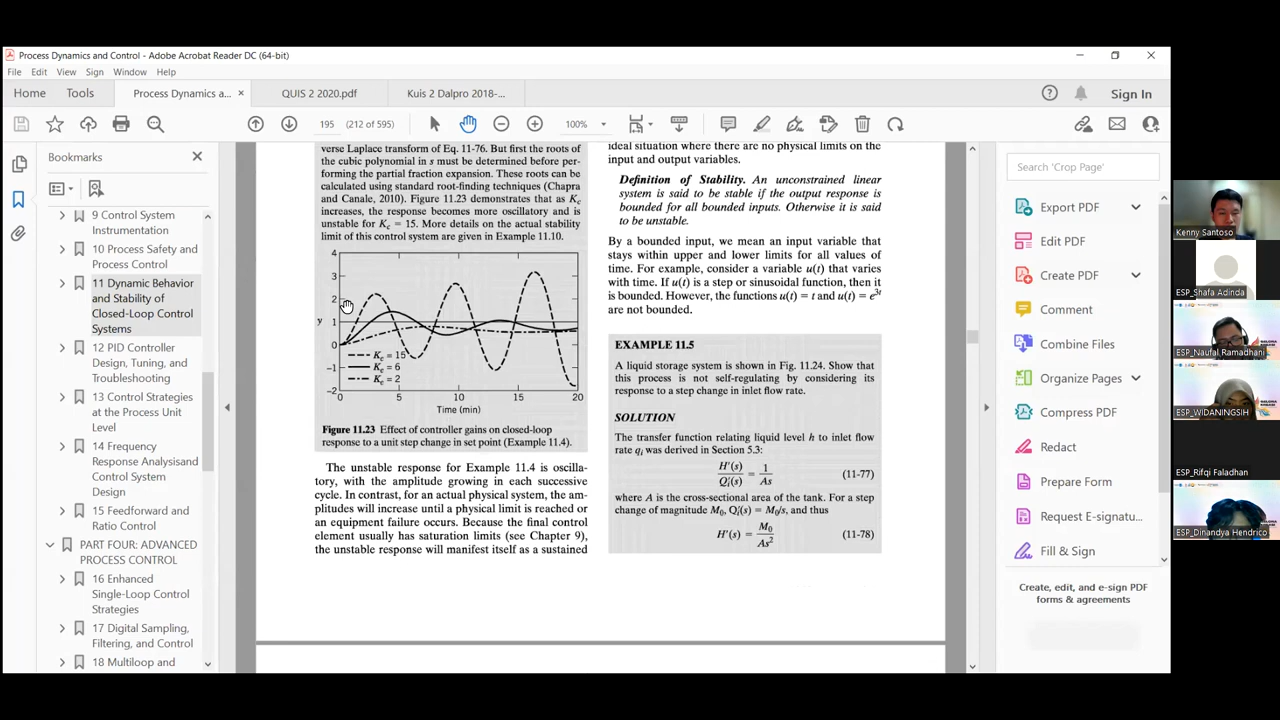 Process Dynamics and Control - Adobe Acrobat Reader DC (64-bit)
File Edit View Sign Window Help
Home Tools Process Dynamics a... × QUIS 2 2020.pdf Kuis 2 Dalpro 2018-... Sign In
195 (212 of 595) 100%
Bookmarks
9 Control System
Instrumentation
10 Process Safety and
Process Control
11 Dynamic Behavior
and Stability of
Closed-Loop Control
Systems
12 PID Controller
Design, Tuning, and
Troubleshooting
13 Control Strategies
at the Process Unit
Level
14 Frequency
Response Analysisand
Control System
Design
15 Feedforward and
Ratio Control
PART FOUR: ADVANCED
PROCESS CONTROL
16 Enhanced
Single-Loop Control
Strategies
17 Digital Sampling,
Filtering, and Control
18 Multiloop and
verse Laplace transform of Eq. 11-76. But first the roots of
the cubic polynomial in s must be determined before per-
forming the partial fraction expansion. These roots can be
calculated using standard root-finding techniques (Chapra
and Canale, 2010). Figure 11.23 demonstrates that as Kc
increases, the response becomes more oscillatory and is
unstable for Kc = 15. More details on the actual stability
limit of this control system are given in Example 11.10.
4
3
2
y
1
0
−1
−2
Kc = 15
Kc = 6
Kc = 2
0 5 10 15 20
Time (min)
Figure 11.23 Effect of controller gains on closed-loop
response to a unit step change in set point (Example 11.4).
The unstable response for Example 11.4 is oscilla-
tory, with the amplitude growing in each successive
cycle. In contrast, for an actual physical system, the am-
plitudes will increase until a physical limit is reached or
an equipment failure occurs. Because the final control
element usually has saturation limits (see Chapter 9),
the unstable response will manifest itself as a sustained
ideal situation where there are no physical limits on the
input and output variables.
Definition of Stability. An unconstrained linear
system is said to be stable if the output response is
bounded for all bounded inputs. Otherwise it is said
to be unstable.
By a bounded input, we mean an input variable that
stays within upper and lower limits for all values of
time. For example, consider a variable u(t) that varies
with time. If u(t) is a step or sinusoidal function, then it
is bounded. However, the functions u(t) = t and u(t) = e^3t
are not bounded.
EXAMPLE 11.5
A liquid storage system is shown in Fig. 11.24. Show that
this process is not self-regulating by considering its
response to a step change in inlet flow rate.
SOLUTION
The transfer function relating liquid level h to inlet flow
rate qi was derived in Section 5.3:
H′(s)/Q′i(s) = 1/As (11-77)
where A is the cross-sectional area of the tank. For a step
change of magnitude M0, Q′i(s) = M0/s, and thus
H′(s) = M0/As² (11-78)
Search 'Crop Page'
Export PDF
Edit PDF
Create PDF
Comment
Combine Files
Organize Pages
Compress PDF
Redact
Prepare Form
Request E-signatu...
Fill & Sign
Create, edit, and e-sign PDF
forms & agreements
Kenny Santoso
ESP_Shafa Adinda
ESP_Naufal Ramadhani
ESP_WIDANINGSIH
ESP_Rifqi Faladhan
ESP_Dinandya Hendrico